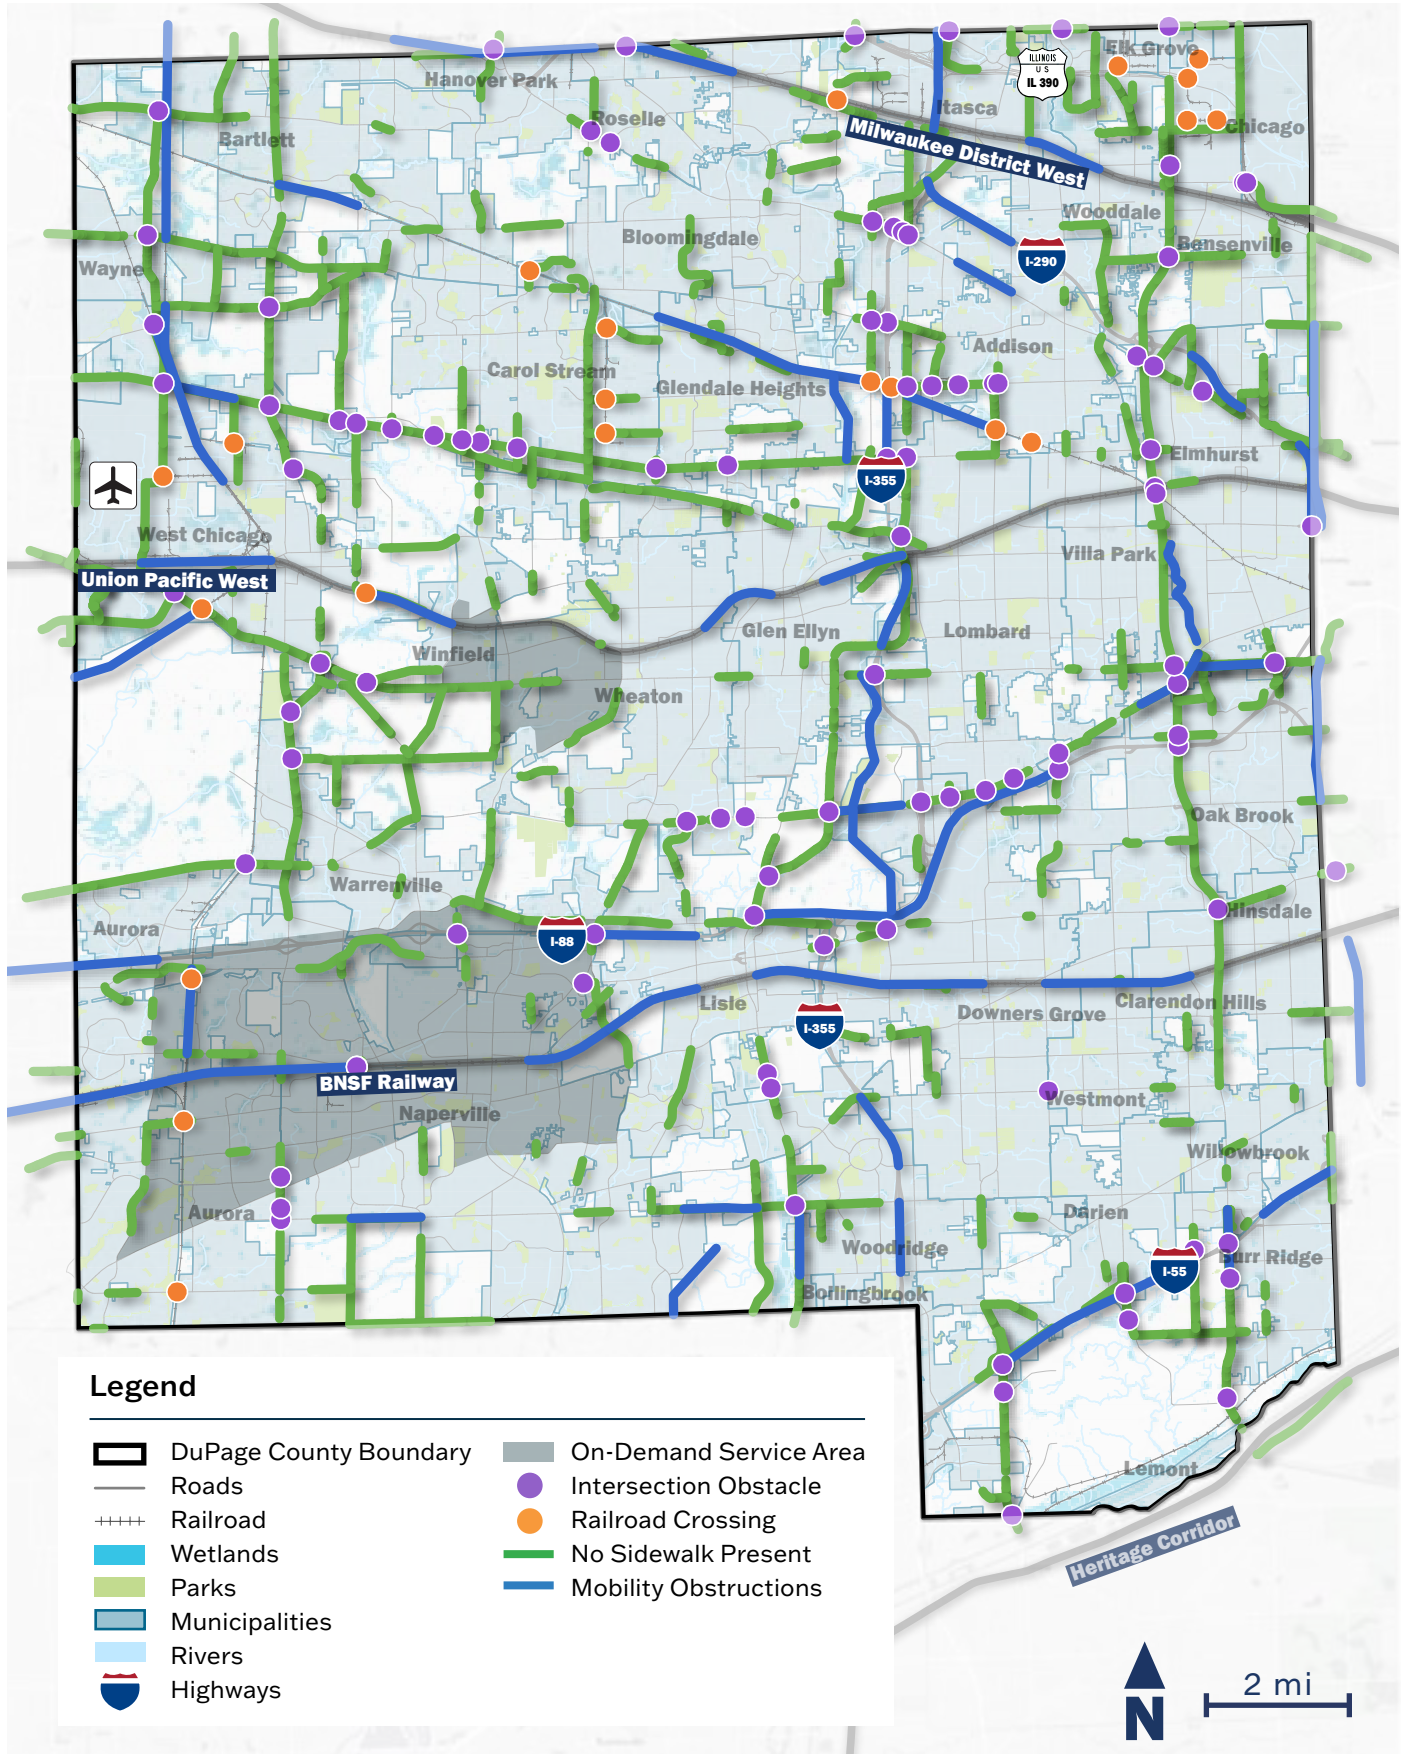 Elk Grove
ILLINOIS
U S
IL 390
Hanover Park
Itasca
Roselle
Chicago
Bartlett
Milwaukee District West
Wooddale
Bloomingdale
Bensenville
I-290
Wayne
Addison
Carol Stream
Glendale Heights
Elmhurst
I-355
West Chicago
Villa Park
Union Pacific West
Glen Ellyn
Lombard
Winfield
Wheaton
Oak Brook
Warrenville
Hinsdale
Aurora
I-88
Lisle
Clarendon Hills
Downers Grove
I-355
BNSF Railway
Westmont
Naperville
Willowbrook
Aurora
Darien
Woodridge
Burr Ridge
I-55
Bollingbrook
Lemont
Heritage Corridor
Legend
DuPage County Boundary
Roads
Railroad
Wetlands
Parks
Municipalities
Rivers
Highways
On-Demand Service Area
Intersection Obstacle
Railroad Crossing
No Sidewalk Present
Mobility Obstructions
N
2 mi